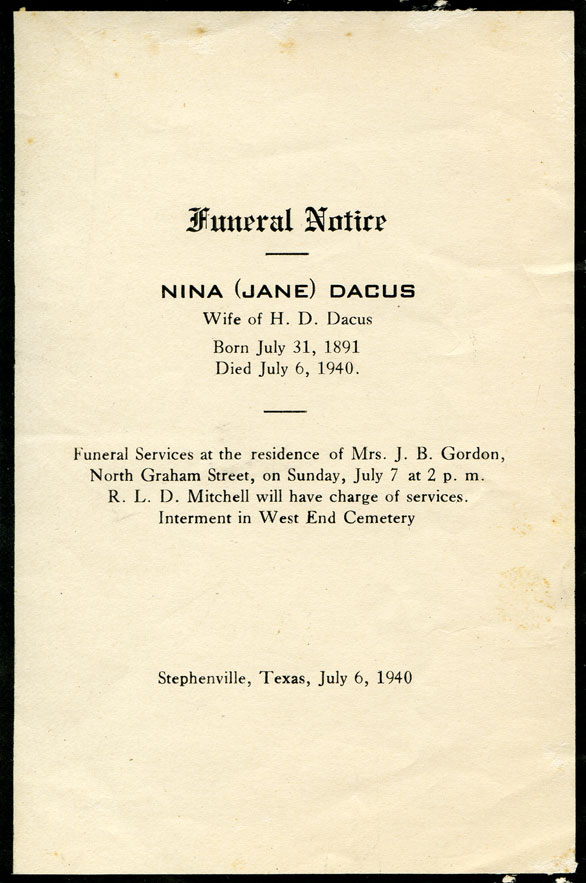 Funeral Notice
NINA (JANE) DACUS
Wife of H. D. Dacus
Born July 31, 1891
Died July 6, 1940.
Funeral Services at the residence of Mrs. J. B. Gordon,
North Graham Street, on Sunday, July 7 at 2 p. m.
R. L. D. Mitchell will have charge of services.
Interment in West End Cemetery
Stephenville, Texas, July 6, 1940